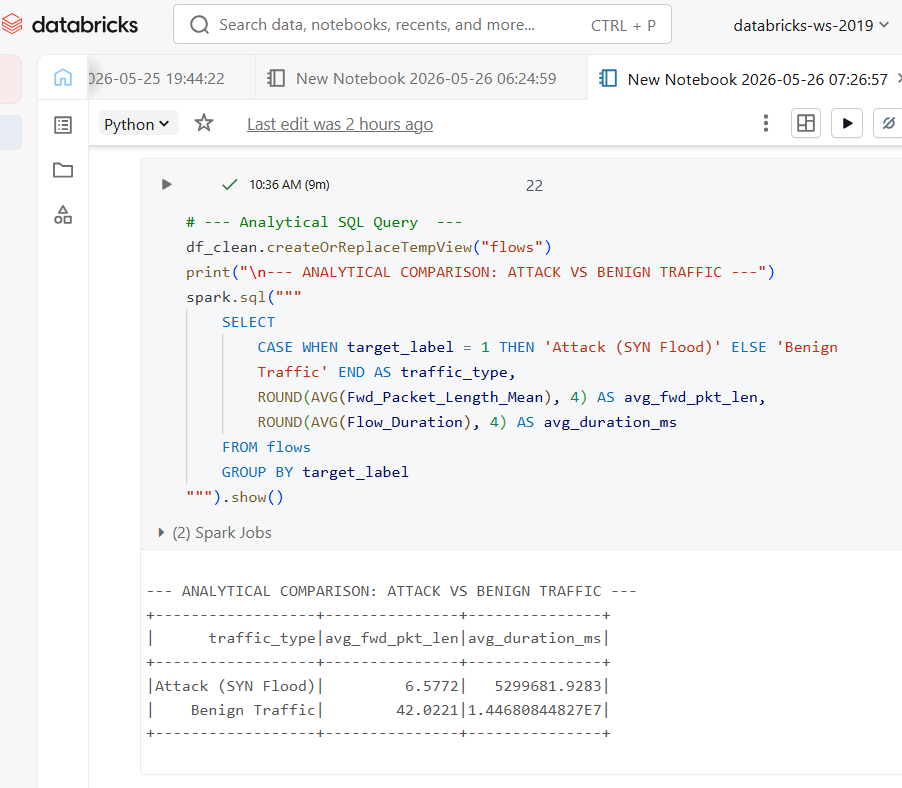 databricks
Search data, notebooks, recents, and more...
CTRL + P
databricks-ws-2019
026-05-25 19:44:22
New Notebook 2026-05-26 06:24:59
New Notebook 2026-05-26 07:26:57
Python
Last edit was 2 hours ago
10:36 AM (9m)
22
# --- Analytical SQL Query  ---
df_clean.createOrReplaceTempView("flows")
print("\n--- ANALYTICAL COMPARISON: ATTACK VS BENIGN TRAFFIC ---")
spark.sql("""
    SELECT
        CASE WHEN target_label = 1 THEN 'Attack (SYN Flood)' ELSE 'Benign
        Traffic' END AS traffic_type,
        ROUND(AVG(Fwd_Packet_Length_Mean), 4) AS avg_fwd_pkt_len,
        ROUND(AVG(Flow_Duration), 4) AS avg_duration_ms
    FROM flows
    GROUP BY target_label
""").show()
(2) Spark Jobs
--- ANALYTICAL COMPARISON: ATTACK VS BENIGN TRAFFIC ---
+------------------+---------------+---------------+
|      traffic_type|avg_fwd_pkt_len|avg_duration_ms|
+------------------+---------------+---------------+
|Attack (SYN Flood)|         6.5772|   5299681.9283|
|    Benign Traffic|        42.0221|1.44680844827E7|
+------------------+---------------+---------------+